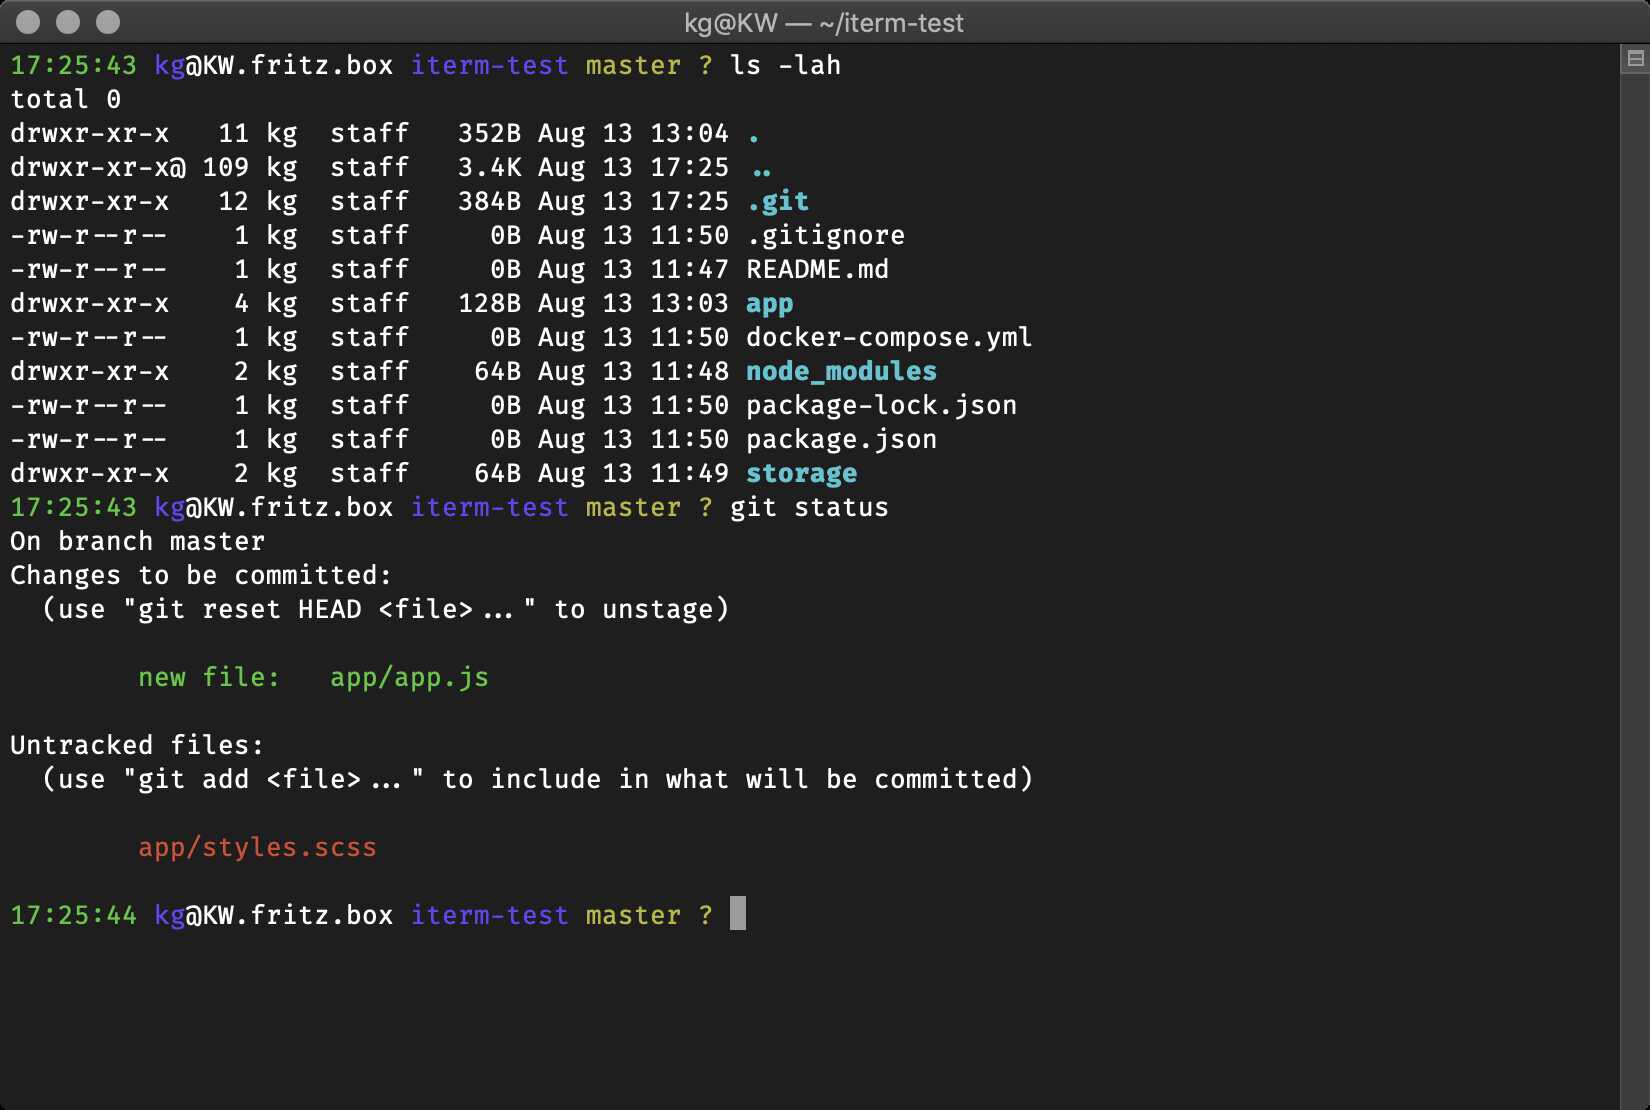 kg@KW — ~/iterm-test
17:25:43 kg@KW.fritz.box iterm-test master ? ls -lah
total 0
drwxr-xr-x   11 kg  staff   352B Aug 13 13:04 .
drwxr-xr-x@ 109 kg  staff   3.4K Aug 13 17:25 ..
drwxr-xr-x   12 kg  staff   384B Aug 13 17:25 .git
-rw-r--r--    1 kg  staff     0B Aug 13 11:50 .gitignore
-rw-r--r--    1 kg  staff     0B Aug 13 11:47 README.md
drwxr-xr-x    4 kg  staff   128B Aug 13 13:03 app
-rw-r--r--    1 kg  staff     0B Aug 13 11:50 docker-compose.yml
drwxr-xr-x    2 kg  staff    64B Aug 13 11:48 node_modules
-rw-r--r--    1 kg  staff     0B Aug 13 11:50 package-lock.json
-rw-r--r--    1 kg  staff     0B Aug 13 11:50 package.json
drwxr-xr-x    2 kg  staff    64B Aug 13 11:49 storage
17:25:43 kg@KW.fritz.box iterm-test master ? git status
On branch master
Changes to be committed:
  (use "git reset HEAD <file>..." to unstage)
        new file:   app/app.js
Untracked files:
  (use "git add <file>..." to include in what will be committed)
        app/styles.scss
17:25:44 kg@KW.fritz.box iterm-test master ?